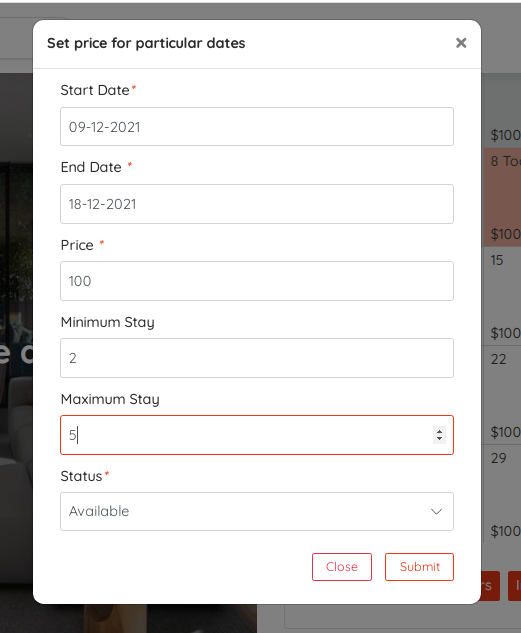 Set price for particular dates
Start Date*
09-12-2021
End Date *
18-12-2021
Price *
100
Minimum Stay
2
Maximum Stay
5
Status*
Available
Close
Submit
$100
8
$100
15
$100
22
$100
29
$100